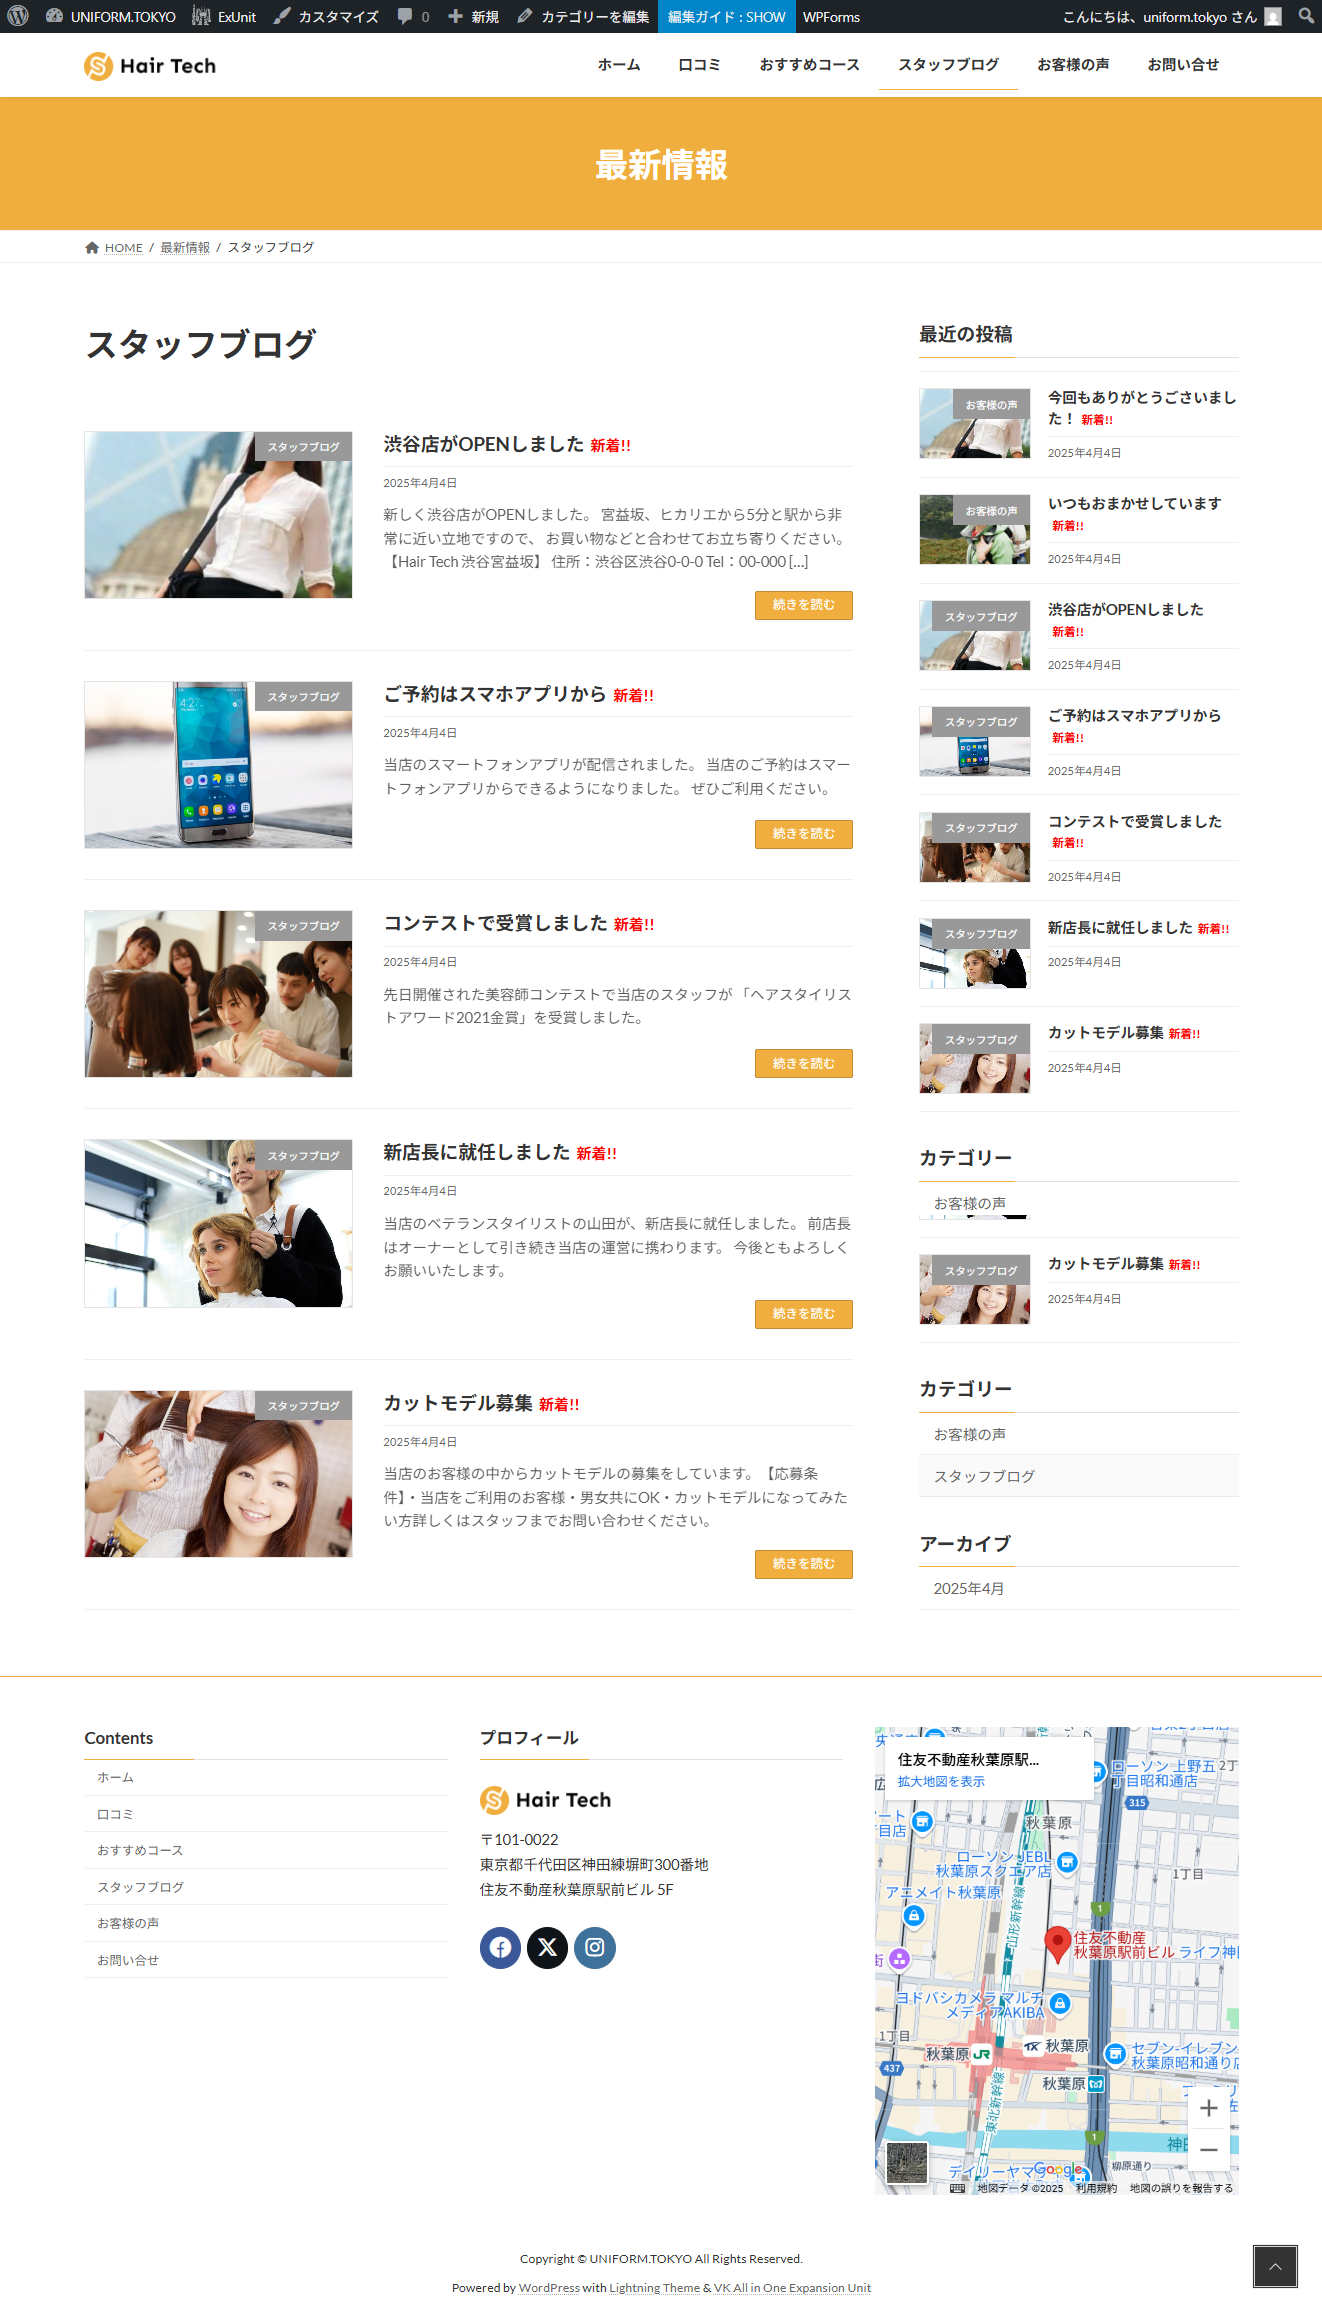 UNIFORM.TOKYO ExUnit カスタマイズ 0 新規 カテゴリーを編集 編集ガイド : SHOW WPForms こんにちは、uniform.tokyo さん
Hair Tech ホーム 口コミ おすすめコース スタッフブログ お客様の声 お問い合せ
最新情報
HOME / 最新情報 / スタッフブログ
スタッフブログ
スタッフブログ
渋谷店がOPENしました 新着!!
2025年4月4日
新しく渋谷店がOPENしました。 宮益坂、ヒカリエから5分と駅から非
常に近い立地ですので、 お買い物などと合わせてお立ち寄りください。
【Hair Tech 渋谷宮益坂】 住所：渋谷区渋谷0-0-0 Tel：00-000 [...]
続きを読む
スタッフブログ
4:27
ご予約はスマホアプリから 新着!!
2025年4月4日
当店のスマートフォンアプリが配信されました。 当店のご予約はスマー
トフォンアプリからできるようになりました。 ぜひご利用ください。
続きを読む
スタッフブログ
コンテストで受賞しました 新着!!
2025年4月4日
先日開催された美容師コンテストで当店のスタッフが 「ヘアスタイリス
トアワード2021金賞」を受賞しました。
続きを読む
スタッフブログ
新店長に就任しました 新着!!
2025年4月4日
当店のベテランスタイリストの山田が、新店長に就任しました。 前店長
はオーナーとして引き続き当店の運営に携わります。 今後ともよろしく
お願いいたします。
続きを読む
スタッフブログ
カットモデル募集 新着!!
2025年4月4日
当店のお客様の中からカットモデルの募集をしています。【応募条
件】・当店をご利用のお客様・男女共にOK・カットモデルになってみた
い方詳しくはスタッフまでお問い合わせください。
続きを読む
最近の投稿
お客様の声
今回もありがとうごさいまし
た！ 新着!!
2025年4月4日
お客様の声
いつもおまかせしています
新着!!
2025年4月4日
スタッフブログ
渋谷店がOPENしました
新着!!
2025年4月4日
スタッフブログ
ご予約はスマホアプリから
新着!!
2025年4月4日
スタッフブログ
コンテストで受賞しました
新着!!
2025年4月4日
スタッフブログ
新店長に就任しました 新着!!
2025年4月4日
スタッフブログ
カットモデル募集 新着!!
2025年4月4日
カテゴリー
お客様の声
スタッフブログ
カットモデル募集 新着!!
2025年4月4日
カテゴリー
お客様の声
スタッフブログ
アーカイブ
2025年4月
Contents
ホーム
口コミ
おすすめコース
スタッフブログ
お客様の声
お問い合せ
プロフィール
Hair Tech
〒101-0022
東京都千代田区神田練塀町300番地
住友不動産秋葉原駅前ビル 5F
住友不動産秋葉原駅...
拡大地図を表示
ローソン 上野五
丁目昭和通店
2丁
315
秋葉原
ローソン JEBL
秋葉原スクエア店
1丁目
アニメイト秋葉原
1
山形新幹線
住友不動産
秋葉原駅前ビル
ライフ神田
ヨドバシカメラ マルチ
メディアAKIBA
1丁目
秋葉原 JR
TX 秋葉原
セブン-イレブン
秋葉原昭和通り店
437
秋葉原
東北新幹線
1
デイリーヤマザ
Google
柳原通り
地図データ ©2025 利用規約 地図の誤りを報告する
Copyright © UNIFORM.TOKYO All Rights Reserved.
Powered by WordPress with Lightning Theme & VK All in One Expansion Unit